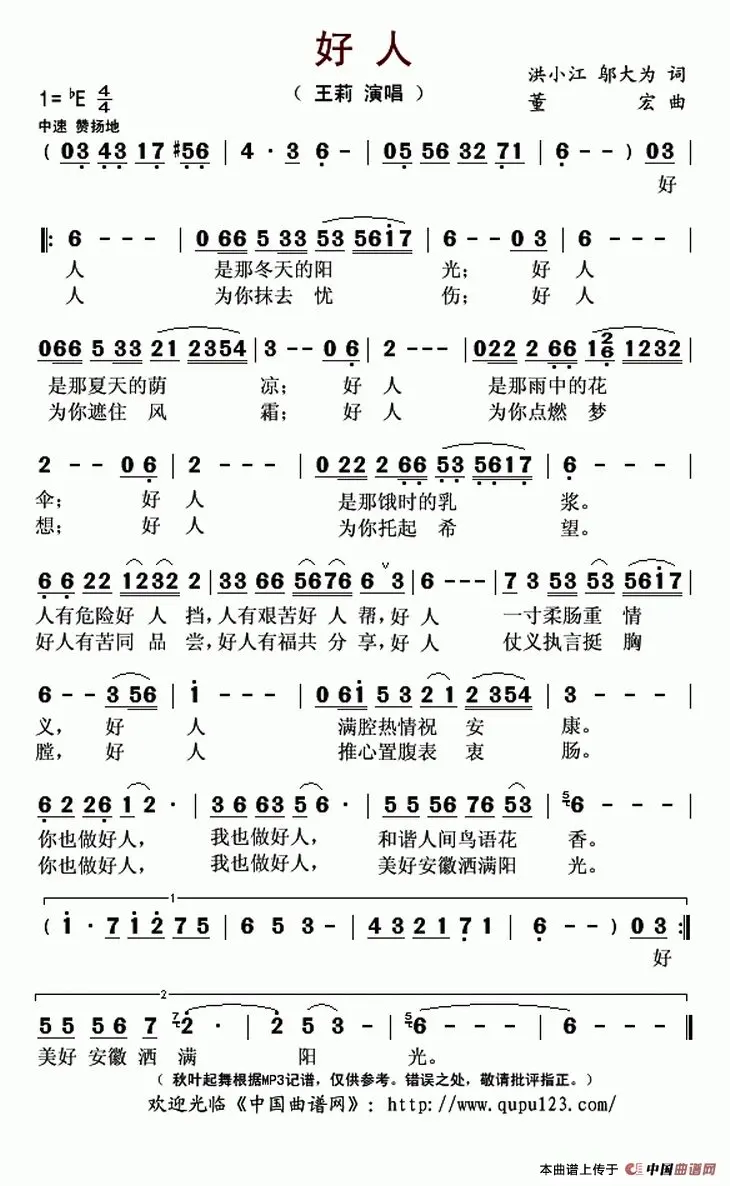 好 人
( 王莉 演唱 )
洪小江 邬大为 词
董 宏 曲
1= ♭E 4/4
中速 赞扬地
( 03 43 17 #56 | 4 · 3 6 - | 05 56 32 71 | 6 - - ) 03 |
好
‖: 6 - - - | 0 66 5 33 53 561̇7 | 6 - - 0 3 | 6 - - - |
人 是那冬天的阳 光; 好 人
人 为你抹去 忧 伤; 好 人
066 5 33 21 2354 | 3 - - 0 6 | 2 - - - | 022 2 66 12/6 1232 |
是那夏天的荫 凉; 好 人 是那雨中的花
为你遮住 风 霜; 好 人 为你点燃 梦
2 - - 0 6 | 2 - - - | 0 22 2 66 53 5617 | 6 - - - |
伞; 好 人 是那饿时的乳 浆。
想; 好 人 为你托起 希 望。
6 6 22 1232 2 | 33 66 5676 6 ∨ 3 | 6 - - - | 7 3 53 53 561̇7 |
人有危险好 人 挡,人有艰苦好 人 帮,好 人 一寸柔肠重 情
好人有苦同 品 尝,好人有福共 分 享,好 人 仗义执言挺 胸
6 - - 3 56 | 1̇ - - - | 0 61̇ 5 3 2 1 2 354 | 3 - - - |
义, 好 人 满腔热情祝 安 康。
膛, 好 人 推心置腹表 衷 肠。
6 2 26 1 2 · | 3 6 63 5 6 · | 5 5 56 76 53 | 5 6 - - |
你也做好人, 我也做好人, 和谐人间鸟语花 香。
你也做好人, 我也做好人, 美好安徽洒满阳 光。
1
( 1̇ · 7 1̇ 2̇ 7 5 | 6 5 3 - | 4 3 2 1 7 1 | 6 - - ) 0 3 :‖
好
2
5 5 5 6 7 7 2̇ · | 2̇ 5 3 - | 5 6 - - - | 6 - - - ‖
美好 安徽 洒 满 阳 光。
( 秋叶起舞根据MP3记谱，仅供参考。错误之处，敬请批评指正。)
欢迎光临《中国曲谱网》: http://www.qupu123.com/
本曲谱上传于 中国曲谱网